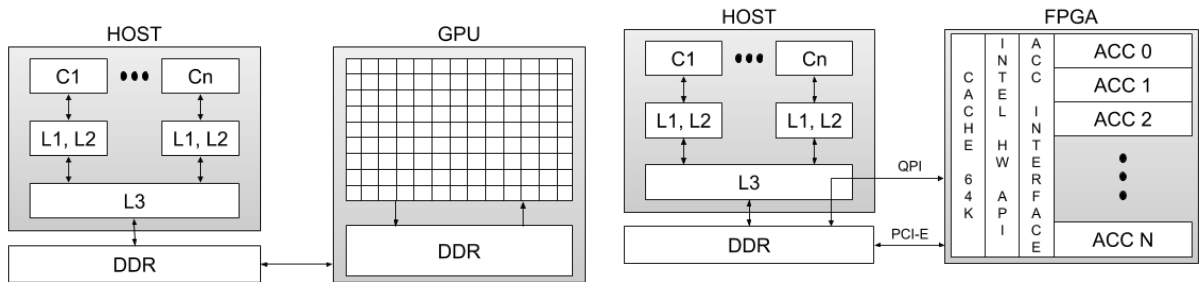 HOST
GPU
C1
Cn
L1, L2
L1, L2
L3
DDR
DDR
HOST
FPGA
C1
Cn
L1, L2
L1, L2
L3
DDR
QPI
PCI-E
CACHE 64K
INTEL HW API
ACC INTERFACE
ACC 0
ACC 1
ACC 2
ACC N